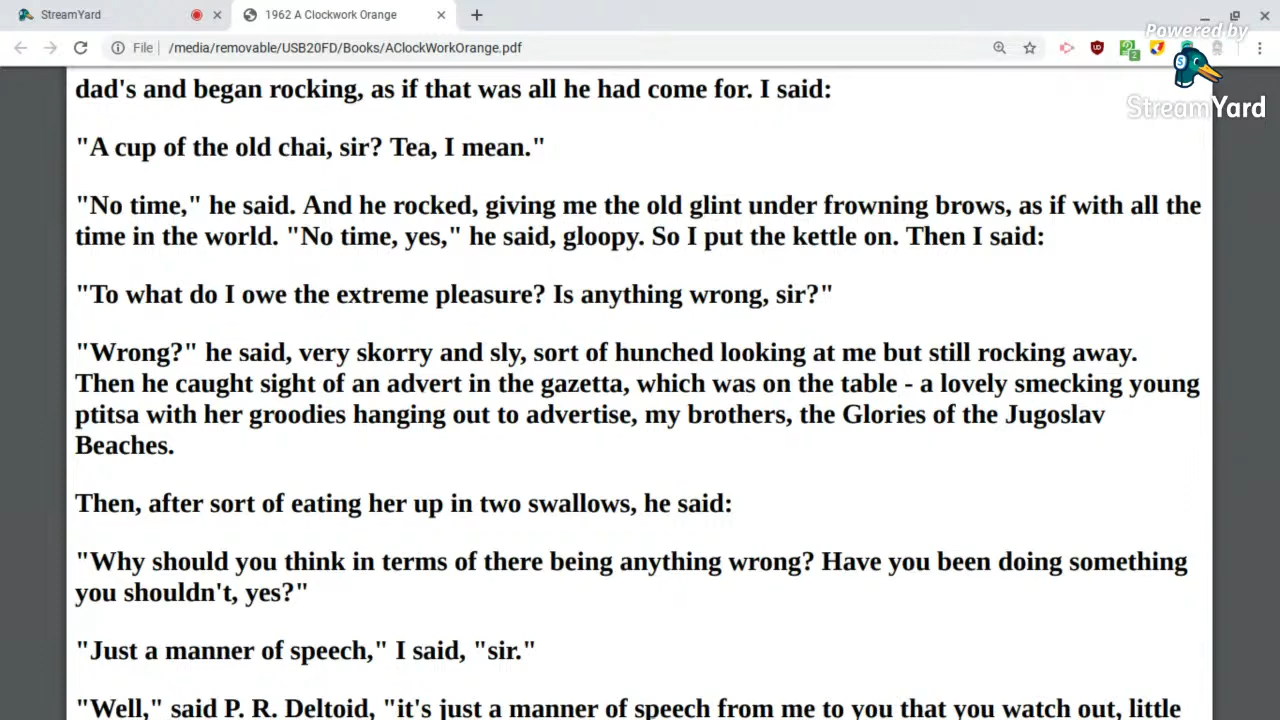 StreamYard
1962 A Clockwork Orange
File
/media/removable/USB20FD/Books/AClockWorkOrange.pdf
Powered by
StreamYard
dad's and began rocking, as if that was all he had come for. I said:
"A cup of the old chai, sir? Tea, I mean."
"No time," he said. And he rocked, giving me the old glint under frowning brows, as if with all the
time in the world. "No time, yes," he said, gloopy. So I put the kettle on. Then I said:
"To what do I owe the extreme pleasure? Is anything wrong, sir?"
"Wrong?" he said, very skorry and sly, sort of hunched looking at me but still rocking away.
Then he caught sight of an advert in the gazetta, which was on the table - a lovely smecking young
ptitsa with her groodies hanging out to advertise, my brothers, the Glories of the Jugoslav
Beaches.
Then, after sort of eating her up in two swallows, he said:
"Why should you think in terms of there being anything wrong? Have you been doing something
you shouldn't, yes?"
"Just a manner of speech," I said, "sir."
"Well," said P. R. Deltoid, "it's just a manner of speech from me to you that you watch out, little